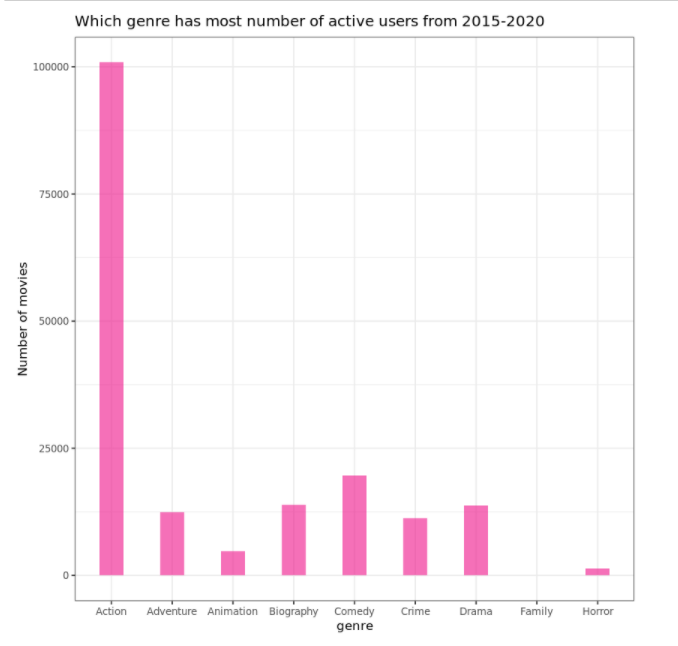 Which genre has most number of active users from 2015-2020
100000
75000
50000
25000
0
Number of movies
Action Adventure Animation Biography Comedy Crime Drama Family Horror
genre